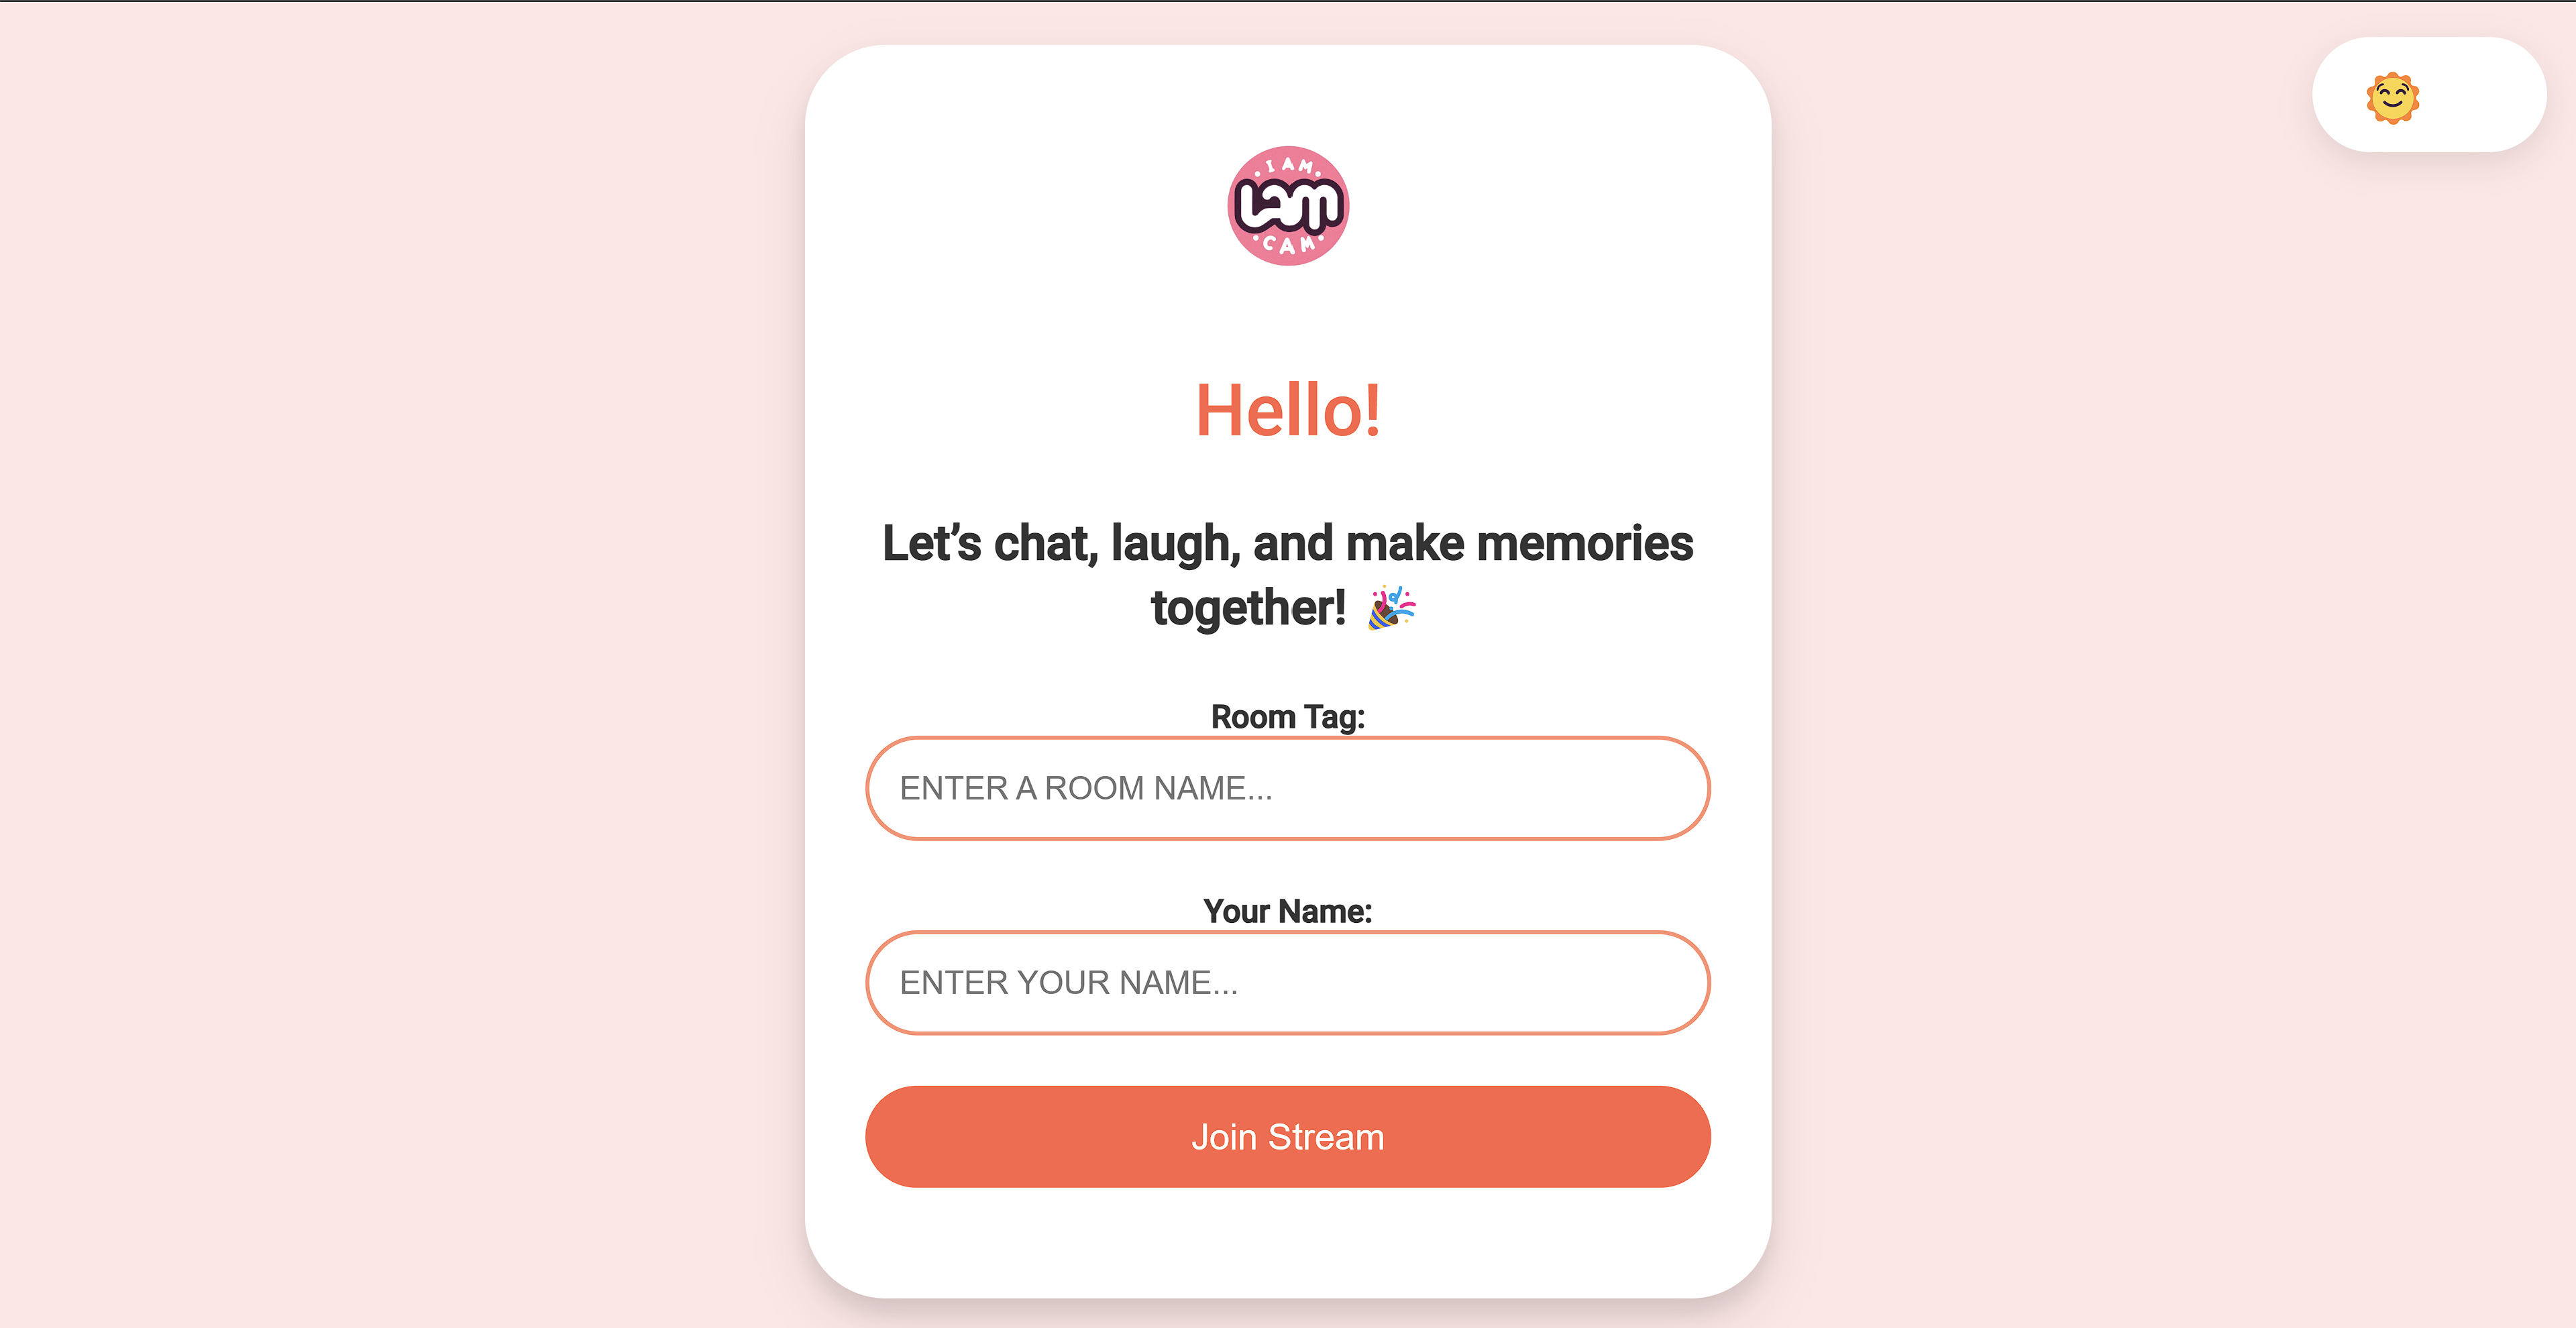 I AM
Lam
CAM
Hello!
Let’s chat, laugh, and make memories
together! 🎉
Room Tag:
ENTER A ROOM NAME...
Your Name:
ENTER YOUR NAME...
Join Stream